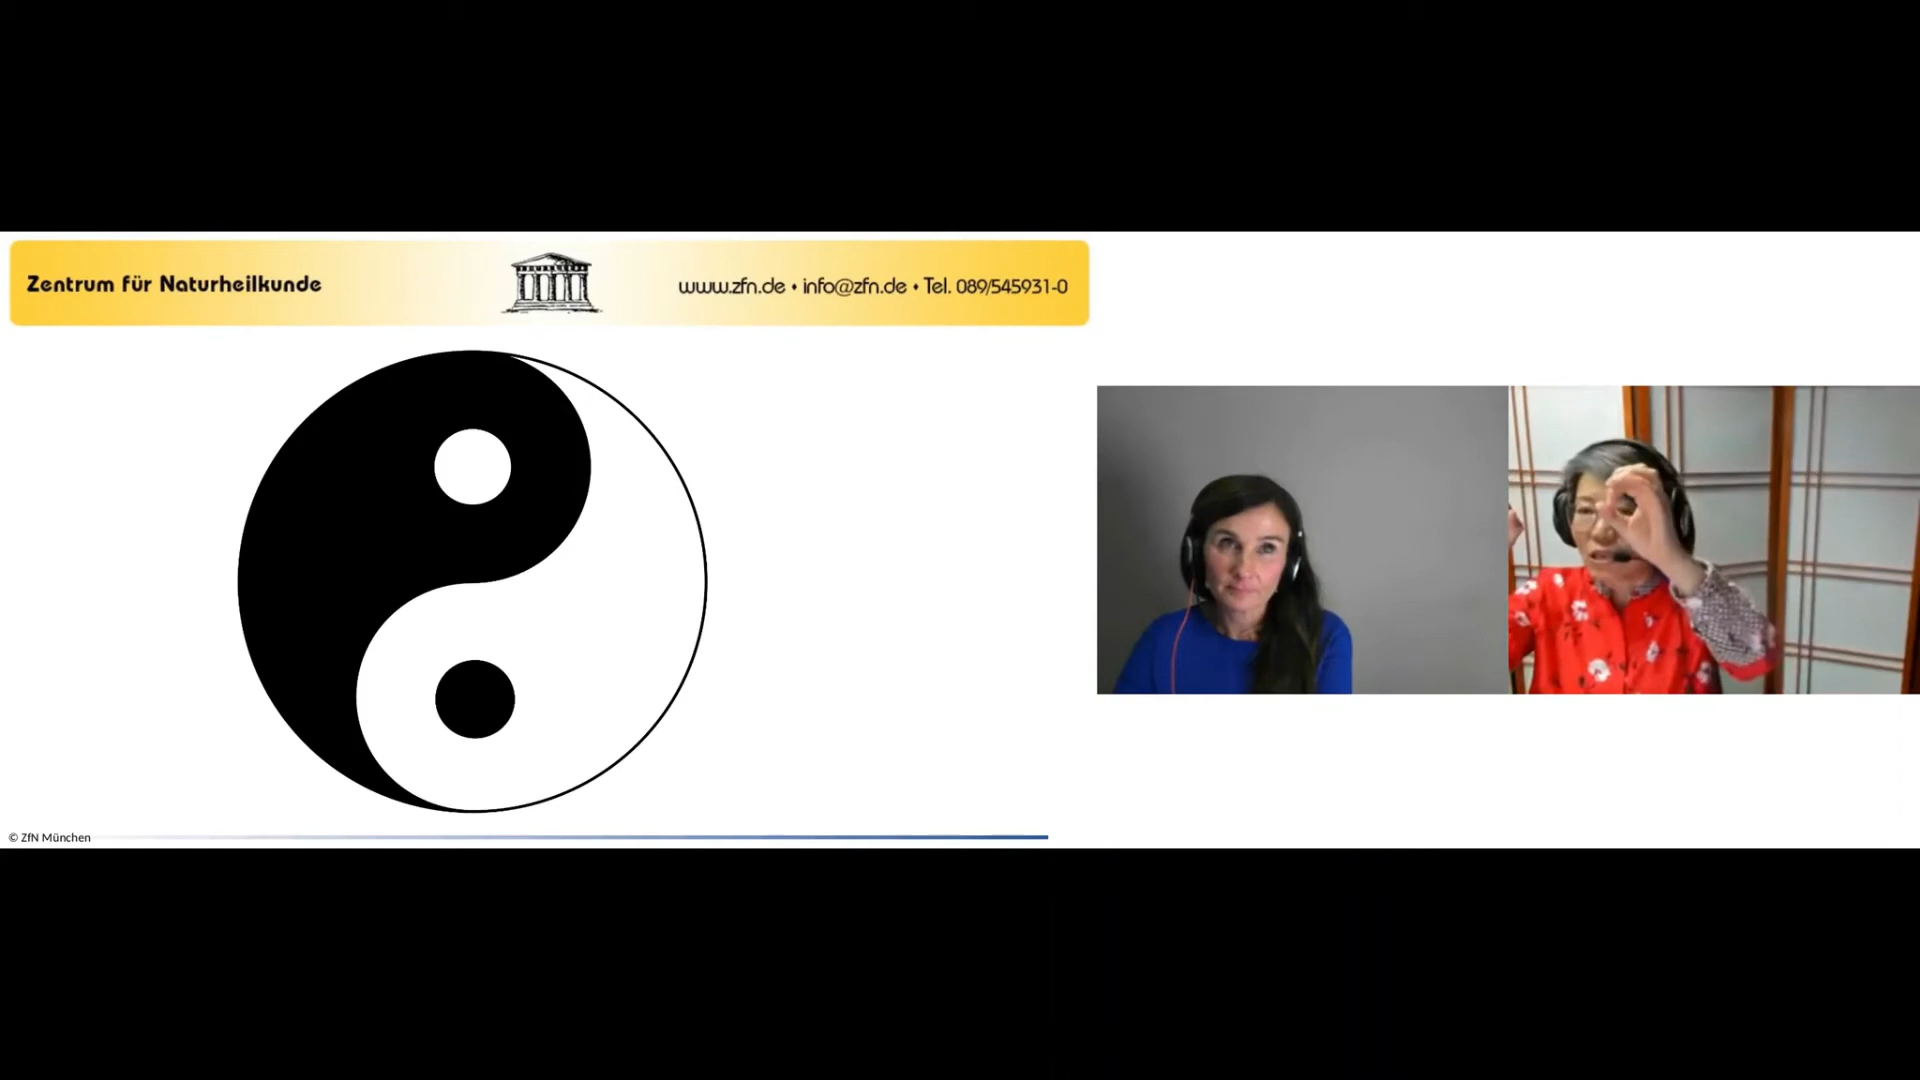 Zentrum für Naturheilkunde
www.zfn.de • info@zfn.de • Tel. 089/545931-0
© ZfN München